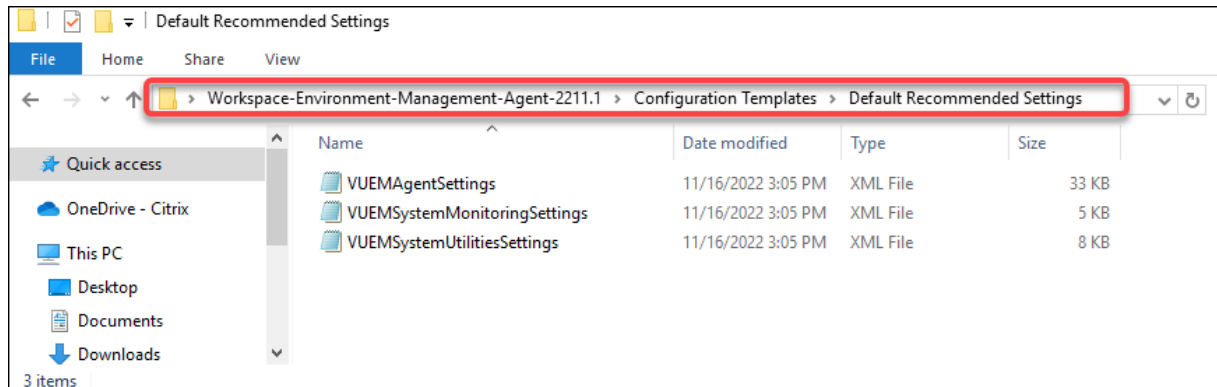 Default Recommended Settings
File Home Share View
Workspace-Environment-Management-Agent-2211.1 > Configuration Templates > Default Recommended Settings
Name Date modified Type Size
Quick access
VUEMAgentSettings 11/16/2022 3:05 PM XML File 33 KB
OneDrive - Citrix
VUEMSystemMonitoringSettings 11/16/2022 3:05 PM XML File 5 KB
VUEMSystemUtilitiesSettings 11/16/2022 3:05 PM XML File 8 KB
This PC
Desktop
Documents
Downloads
3 items